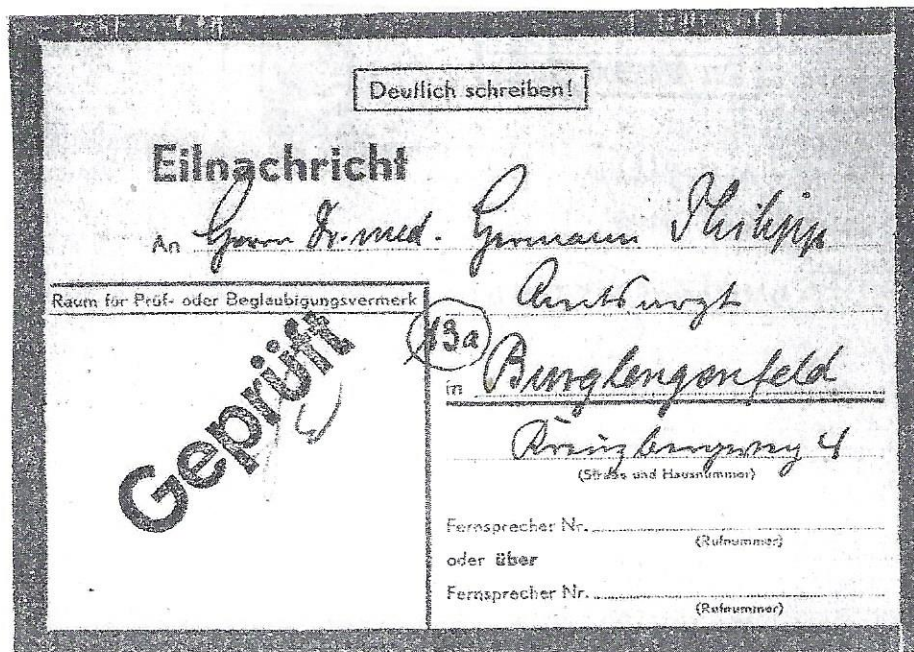 Deutlich schreiben!
Eilnachricht
An Herrn Dr. med. Hermann Philipp
Amtsarzt
Raum für Prüf- oder Beglaubigungsvermerk
Geprüft
13a
in Burglengenfeld
Kreuzbergweg 4
(Straße und Hausnummer)
Fernsprecher Nr.
(Rufnummer)
oder über
Fernsprecher Nr.
(Rufnummer)